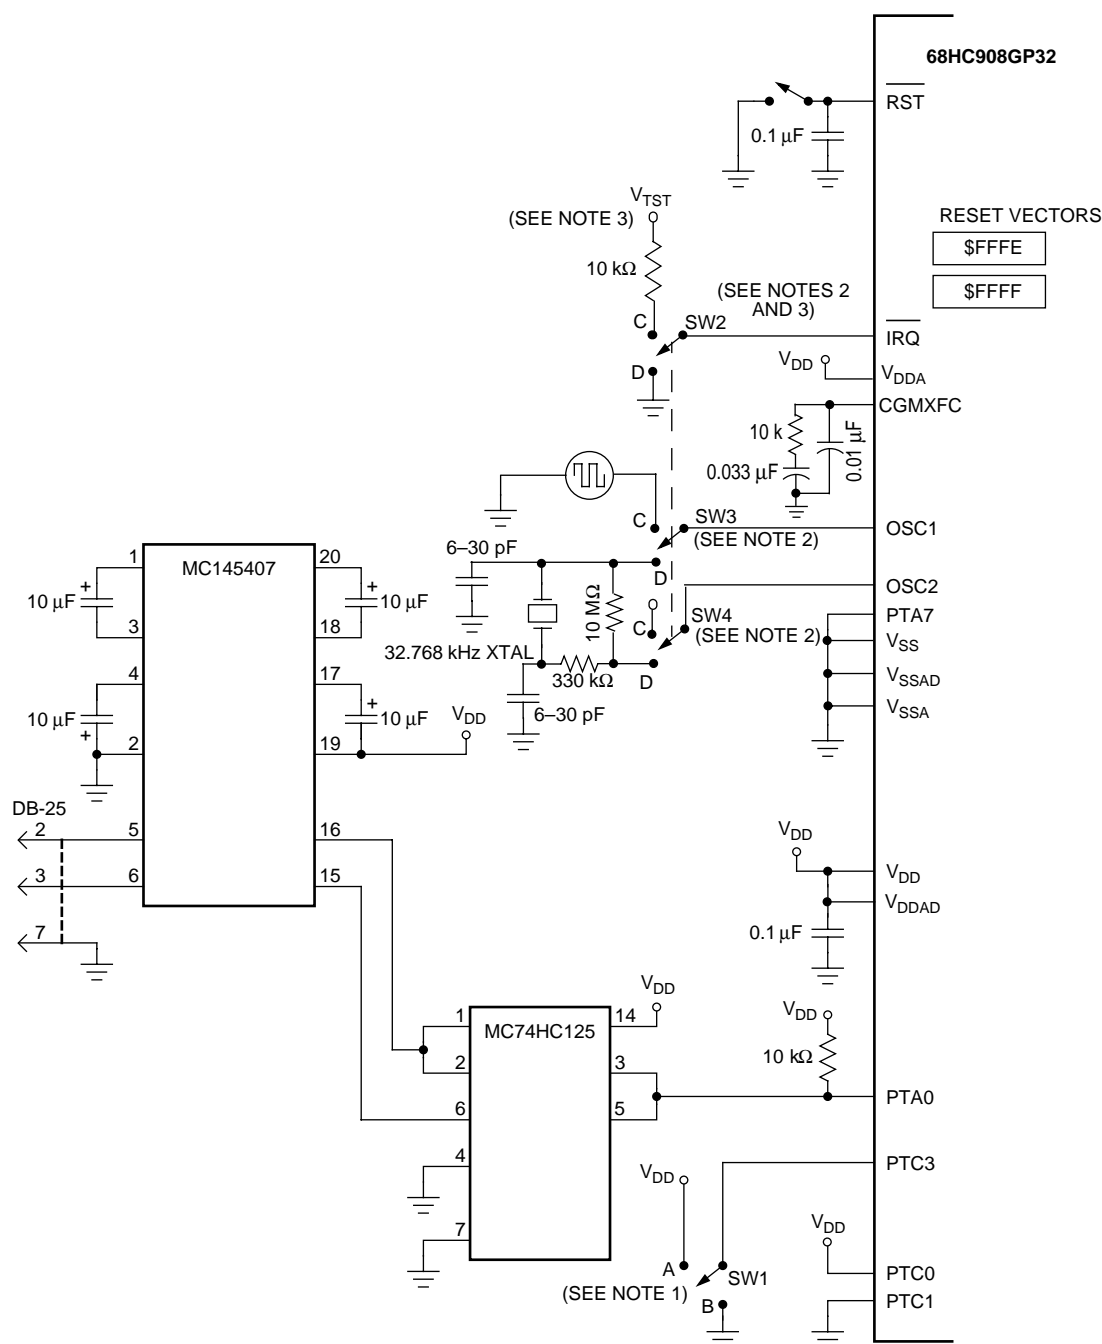 68HC908GP32
RST
0.1 µF
VTST
(SEE NOTE 3)
RESET VECTORS
$FFFE
10 kΩ
$FFFF
(SEE NOTES 2
AND 3)
C
SW2
IRQ
VDD
D
VDDA
CGMXFC
10 k
0.01 µF
0.033 µF
C
SW3
OSC1
(SEE NOTE 2)
6–30 pF
D
1
MC145407
20
OSC2
10 µF
+
+
10 µF
10 MΩ
PTA7
C
SW4
3
18
(SEE NOTE 2)
VSS
32.768 kHz XTAL
4
17
330 kΩ
D
VSSAD
10 µF
+
+
10 µF
VDD
6–30 pF
VSSA
2
19
DB-25
2
5
16
VDD
VDD
3
6
15
VDDAD
7
0.1 µF
VDD
1
MC74HC125
14
VDD
2
3
10 kΩ
6
5
PTA0
4
PTC3
VDD
7
VDD
A
SW1
PTC0
(SEE NOTE 1)
B
PTC1